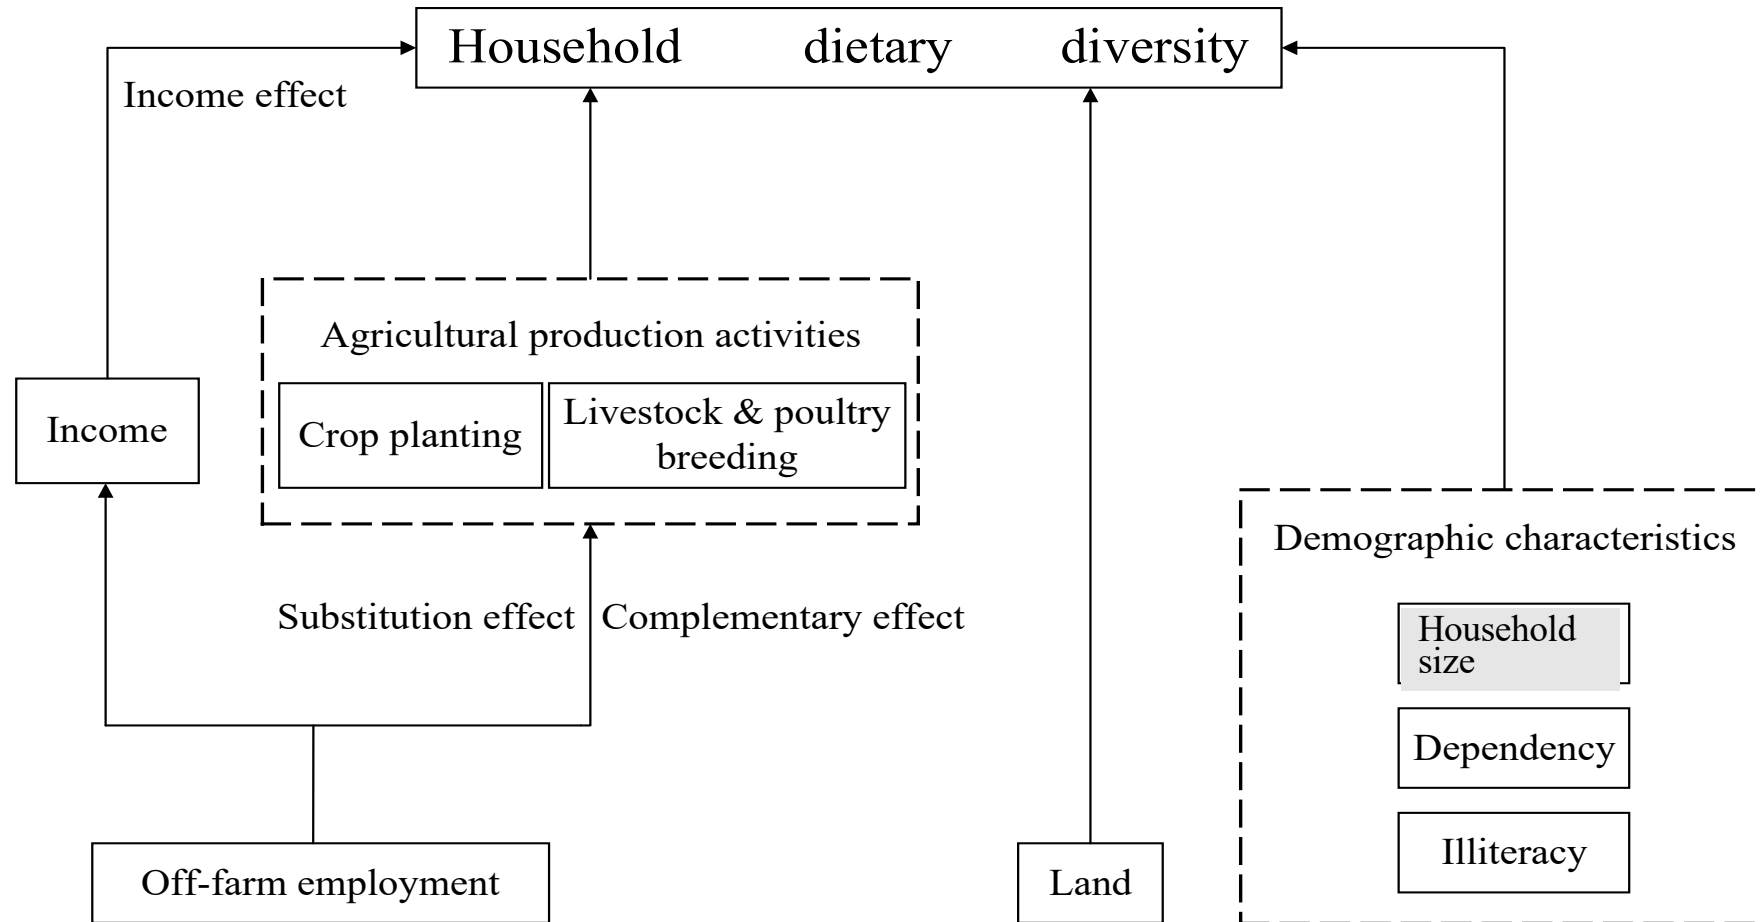 Household dietary diversity
Income effect
Agricultural production activities
Income
Crop planting
Livestock & poultry
breeding
Demographic characteristics
Substitution effect
Complementary effect
Household
size
Dependency
Illiteracy
Off-farm employment
Land